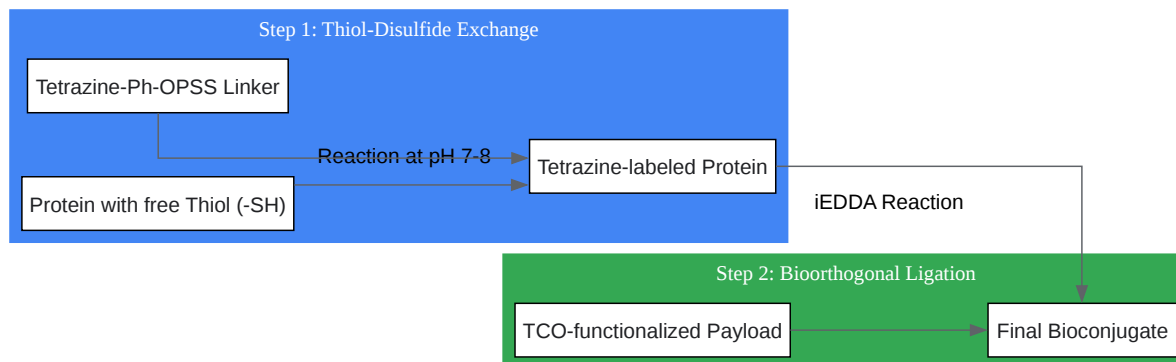 Step 1: Thiol-Disulfide Exchange
Tetrazine-Ph-OPSS Linker
Reaction at pH 7-8
Protein with free Thiol (-SH)
Tetrazine-labeled Protein
iEDDA Reaction
Step 2: Bioorthogonal Ligation
TCO-functionalized Payload
Final Bioconjugate